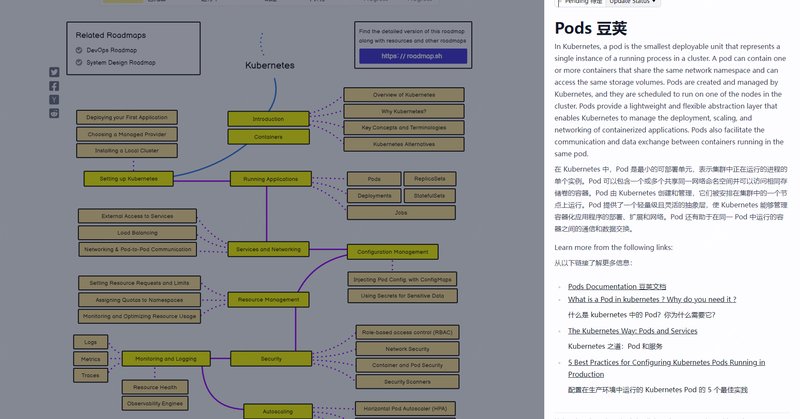 Related Roadmaps
DevOps Roadmap
System Design Roadmap
Find the detailed version of this roadmap
along with resources and other roadmaps
https://roadmap.sh
Kubernetes
Overview of Kubernetes
Why Kubernetes?
Key Concepts and Terminologies
Kubernetes Alternatives
Introduction
Containers
Deploying your First Application
Choosing a Managed Provider
Installing a Local Cluster
Setting up Kubernetes
Running Applications
Pods
ReplicaSets
Deployments
StatefulSets
Jobs
External Access to Services
Load Balancing
Networking & Pod-to-Pod Communication
Services and Networking
Configuration Management
Injecting Pod Config. with ConfigMaps
Using Secrets for Sensitive Data
Setting Resource Requests and Limits
Assigning Quotas to Namespaces
Monitoring and Optimizing Resource Usage
Resource Management
Role-based access control (RBAC)
Network Security
Container and Pod Security
Security Scanners
Logs
Metrics
Traces
Monitoring and Logging
Security
Resource Health
Observability Engines
Autoscaling
Horizontal Pod Autoscaler (HPA)
Pending 待定
Update Status
Pods 豆荚
In Kubernetes, a pod is the smallest deployable unit that represents a
single instance of a running process in a cluster. A pod can contain one
or more containers that share the same network namespace and can
access the same storage volumes. Pods are created and managed by
Kubernetes, and they are scheduled to run on one of the nodes in the
cluster. Pods provide a lightweight and flexible abstraction layer that
enables Kubernetes to manage the deployment, scaling, and
networking of containerized applications. Pods also facilitate the
communication and data exchange between containers running in the
same pod.
在 Kubernetes 中，Pod 是最小的可部署单元，表示集群中正在运行的进程的
单个实例。Pod 可以包含一个或多个共享同一网络命名空间并可以访问相同存
储卷的容器。Pod 由 Kubernetes 创建和管理，它们被安排在集群中的一个节
点上运行。Pod 提供了一个轻量级且灵活的抽象层，使 Kubernetes 能够管理
容器化应用程序的部署、扩展和网络。Pod 还有助于在同一 Pod 中运行的容
器之间的通信和数据交换。
Learn more from the following links:
从以下链接了解更多信息：
Pods Documentation 豆荚文档
What is a Pod in kubernetes ? Why do you need it ?
什么是 kubernetes 中的 Pod？你为什么需要它？
The Kubernetes Way: Pods and Services
Kubernetes 之道：Pod 和服务
5 Best Practices for Configuring Kubernetes Pods Running in
Production
配置在生产环境中运行的 Kubernetes Pod 的 5 个最佳实践